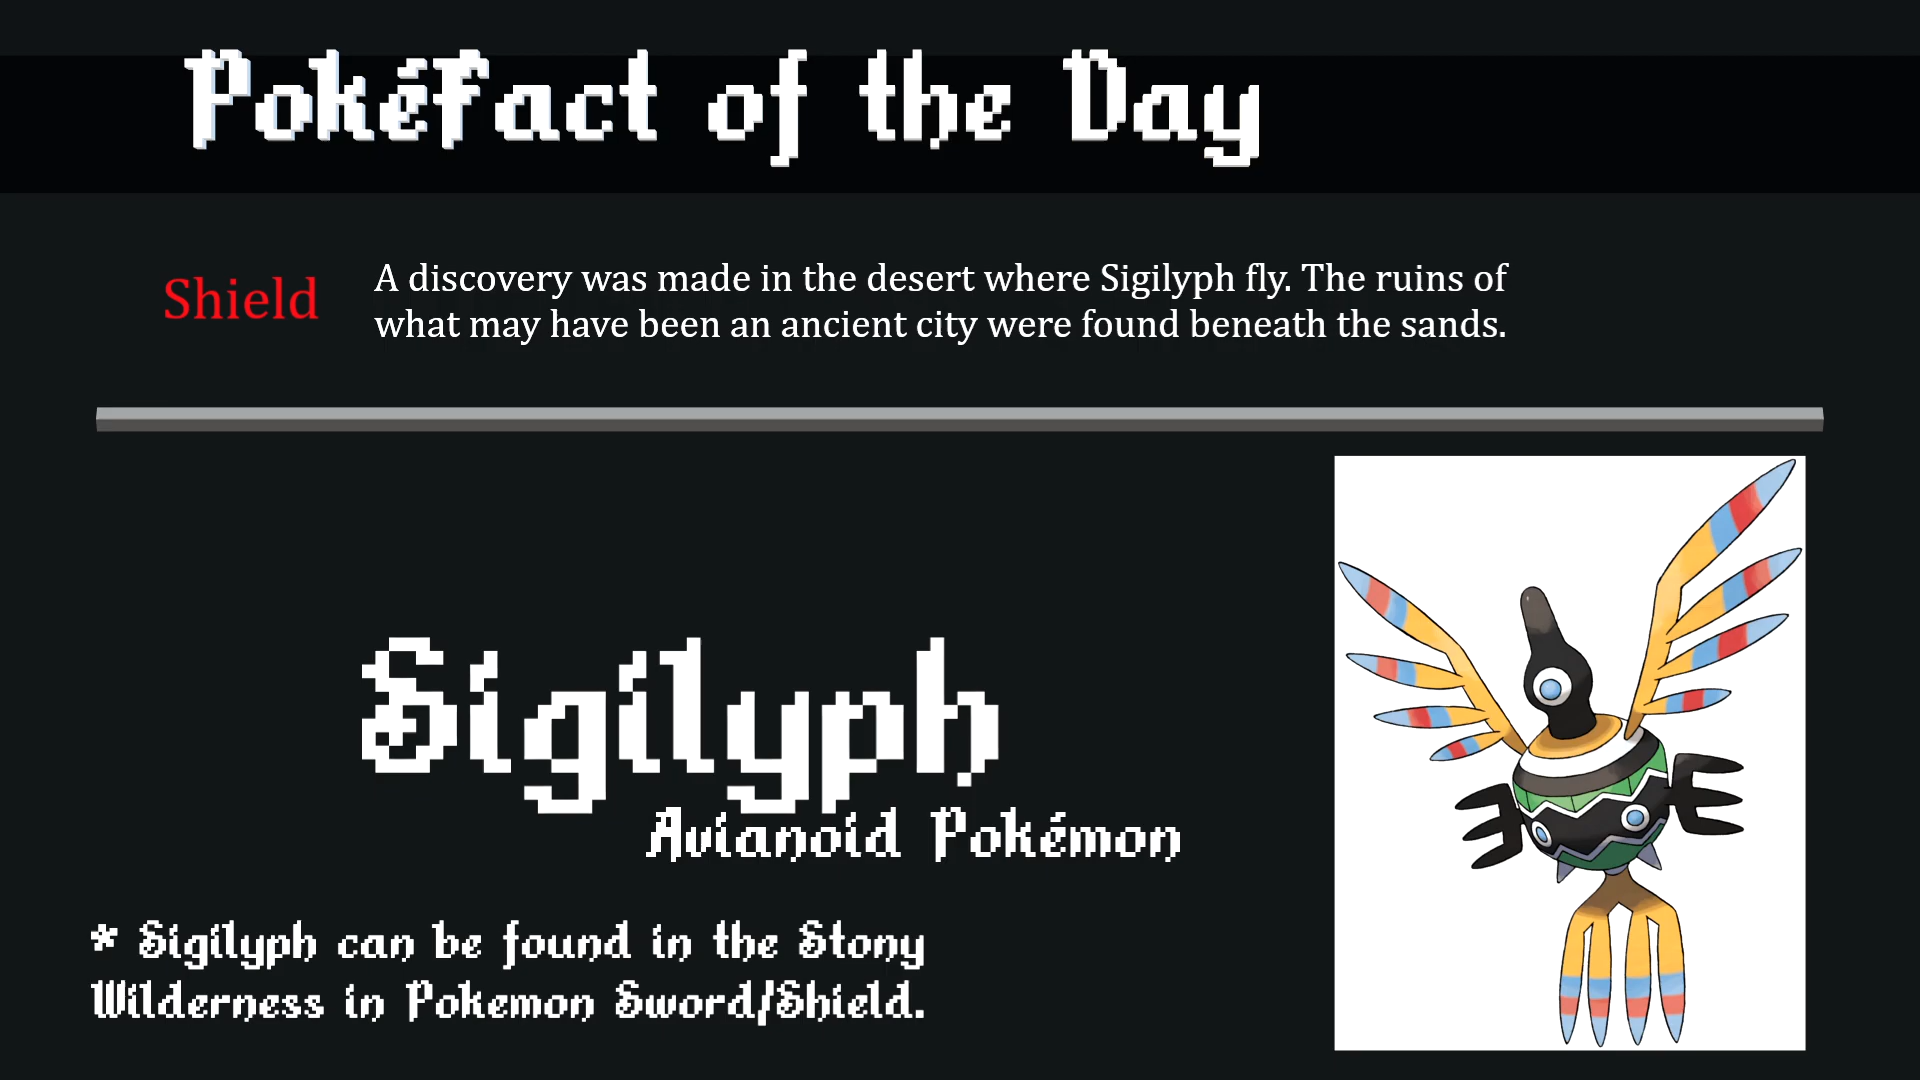 PokéFact of the Day
Shield
A discovery was made in the desert where Sigilyph fly. The ruins of
what may have been an ancient city were found beneath the sands.
Sigilyph
Avianoid Pokémon
* Sigilyph can be found in the Stony
Wilderness in Pokemon Sword/Shield.